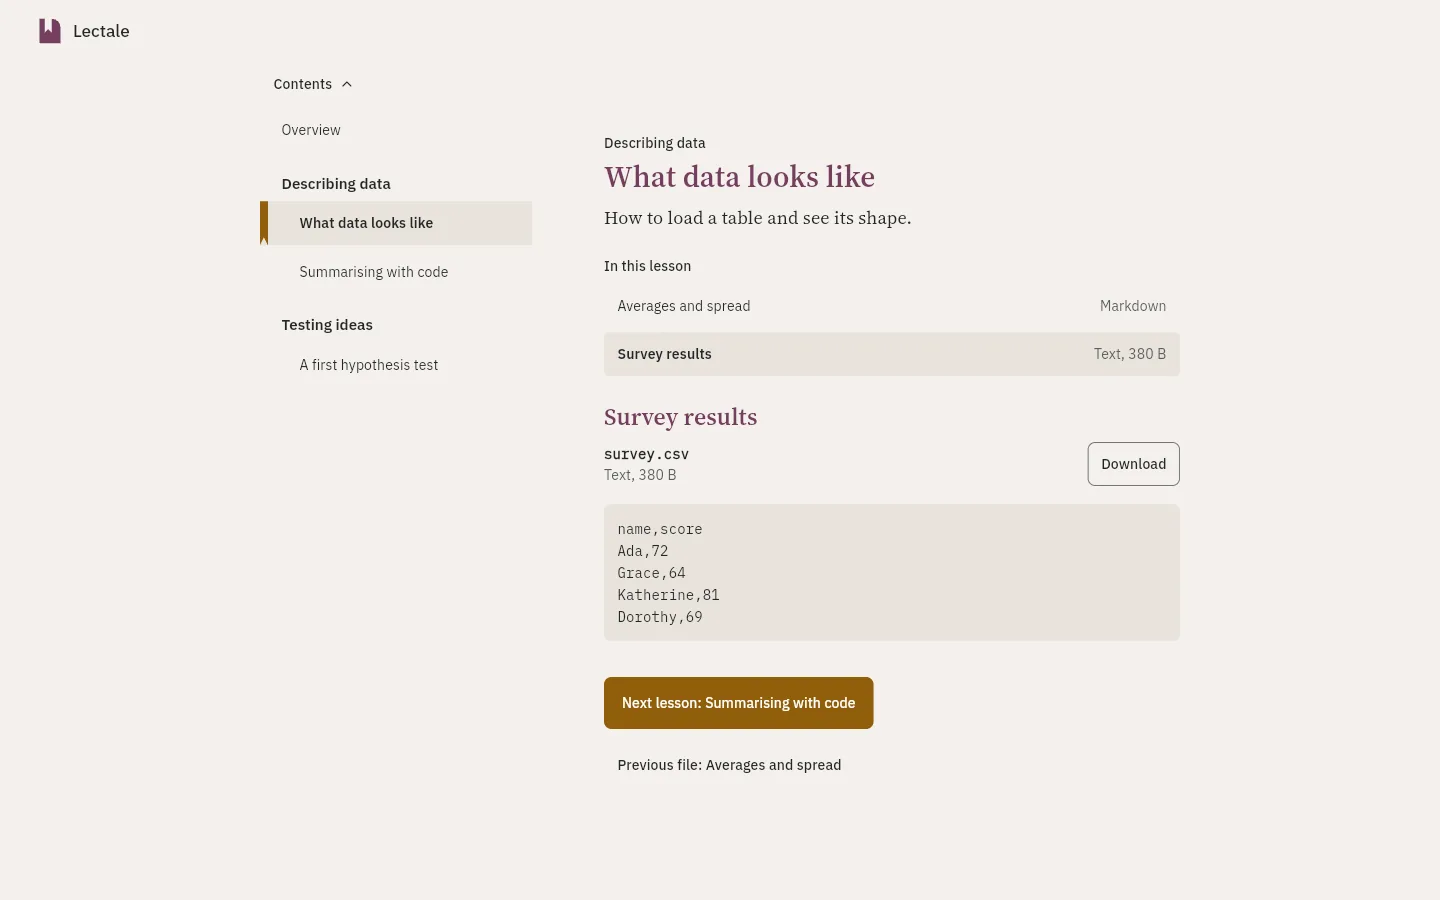 Lectale
Contents
Overview
Describing data
What data looks like
Summarising with code
Testing ideas
A first hypothesis test
Describing data
What data looks like
How to load a table and see its shape.
In this lesson
Averages and spread Markdown
Survey results Text, 380 B
Survey results
survey.csv
Text, 380 B
Download
name,score
Ada,72
Grace,64
Katherine,81
Dorothy,69
Next lesson: Summarising with code
Previous file: Averages and spread